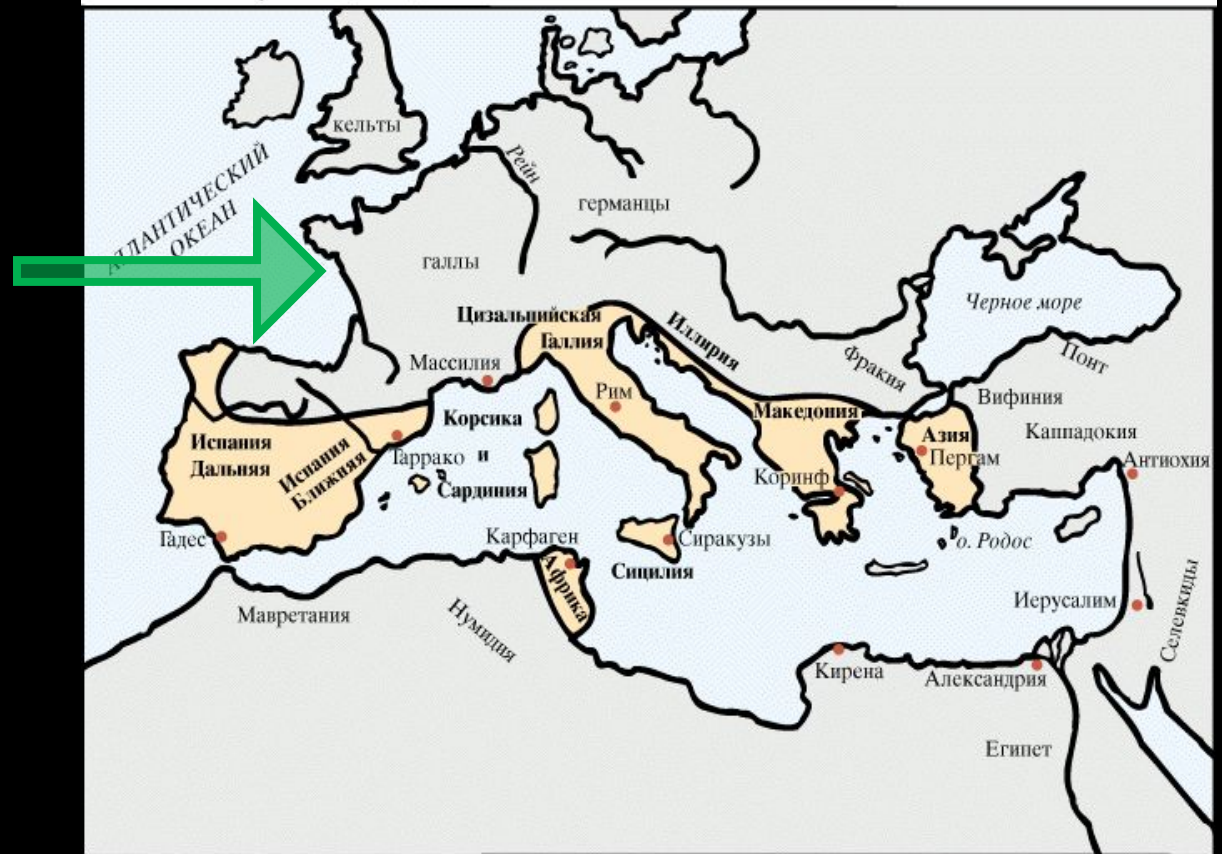 кельты
АТЛАНТИЧЕСКИЙ
ОКЕАН
Рейн
германцы
галлы
Черное море
Цизальпийская
Галлия
Иллирия
Фракия
Понт
Массилия
Рим
Вифиния
Корсика
и
Сардиния
Македония
Азия
Пергам
Каппадокия
Испания
Дальняя
Испания
Ближняя
Таррако
Коринф
Антиохия
Гадес
Карфаген
Сиракузы
о. Родос
Африка
Сицилия
Мавретания
Нумидия
Иерусалим
Селевкиды
Кирена
Александрия
Египет